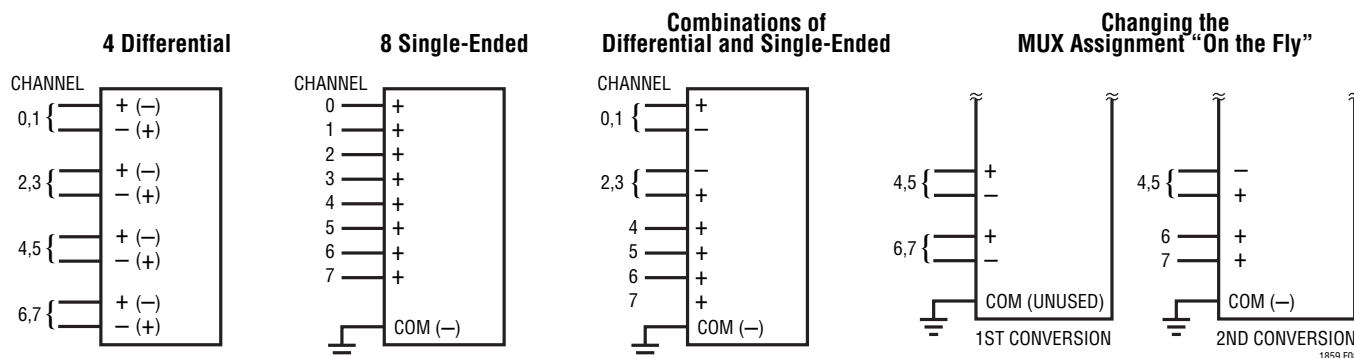 4 Differential
CHANNEL
0,1 { + (–)
– (+)
2,3 { + (–)
– (+)
4,5 { + (–)
– (+)
6,7 { + (–)
– (+)
8 Single-Ended
CHANNEL
0 +
1 +
2 +
3 +
4 +
5 +
6 +
7 +
COM (–)
Combinations of
Differential and Single-Ended
CHANNEL
0,1 { +
–
2,3 { –
+
4 +
5 +
6 +
7 +
COM (–)
Changing the
MUX Assignment “On the Fly”
4,5 { +
–
6,7 { +
–
COM (UNUSED)
1ST CONVERSION
4,5 { –
+
6 +
7 +
COM (–)
2ND CONVERSION